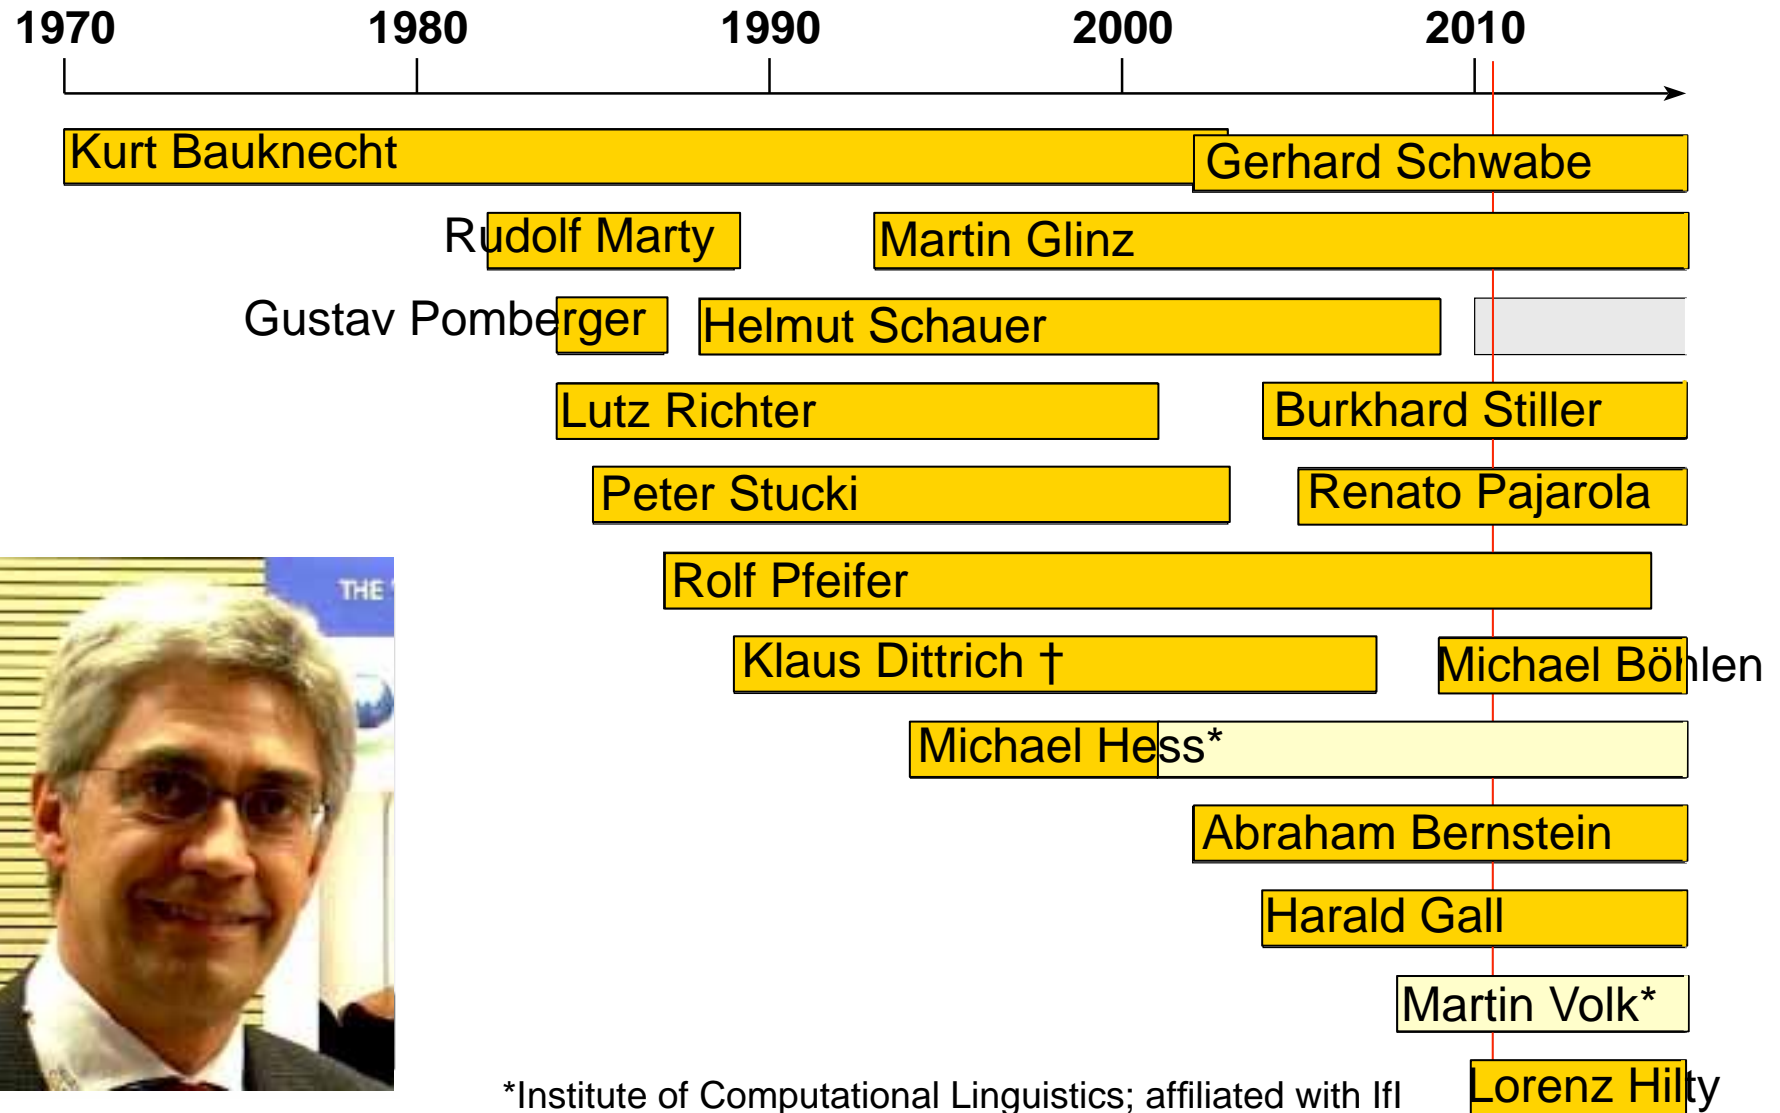 1970 1980 1990 2000 2010
Kurt Bauknecht Gerhard Schwabe
Rudolf Marty Martin Glinz
Gustav Pomberger Helmut Schauer
Lutz Richter Burkhard Stiller
Peter Stucki Renato Pajarola
Rolf Pfeifer
THE
Klaus Dittrich † Michael Böhlen
Michael Hess*
Abraham Bernstein
Harald Gall
Martin Volk*
Lorenz Hilty
*Institute of Computational Linguistics; affiliated with IfI